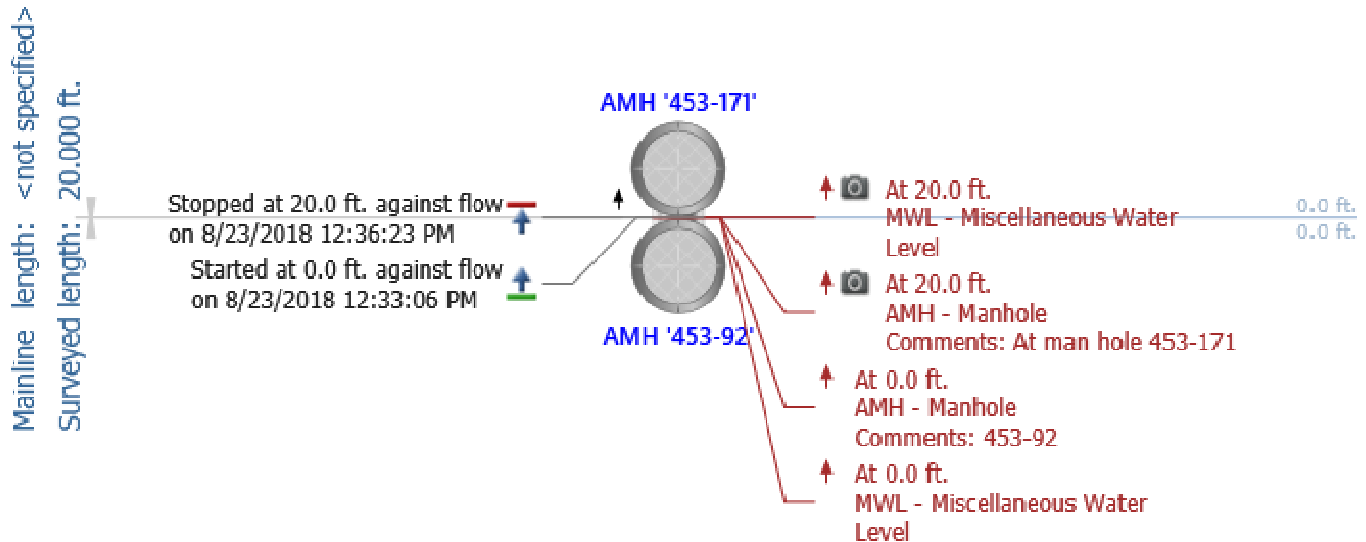 Mainline length: <not specified>
Surveyed length: 20.000 ft.
AMH '453-171'
Stopped at 20.0 ft. against flow
on 8/23/2018 12:36:23 PM
Started at 0.0 ft. against flow
on 8/23/2018 12:33:06 PM
AMH '453-92'
At 20.0 ft.
MWL - Miscellaneous Water
Level
At 20.0 ft.
AMH - Manhole
Comments: At man hole 453-171
At 0.0 ft.
AMH - Manhole
Comments: 453-92
At 0.0 ft.
MWL - Miscellaneous Water
Level
0.0 ft.
0.0 ft.